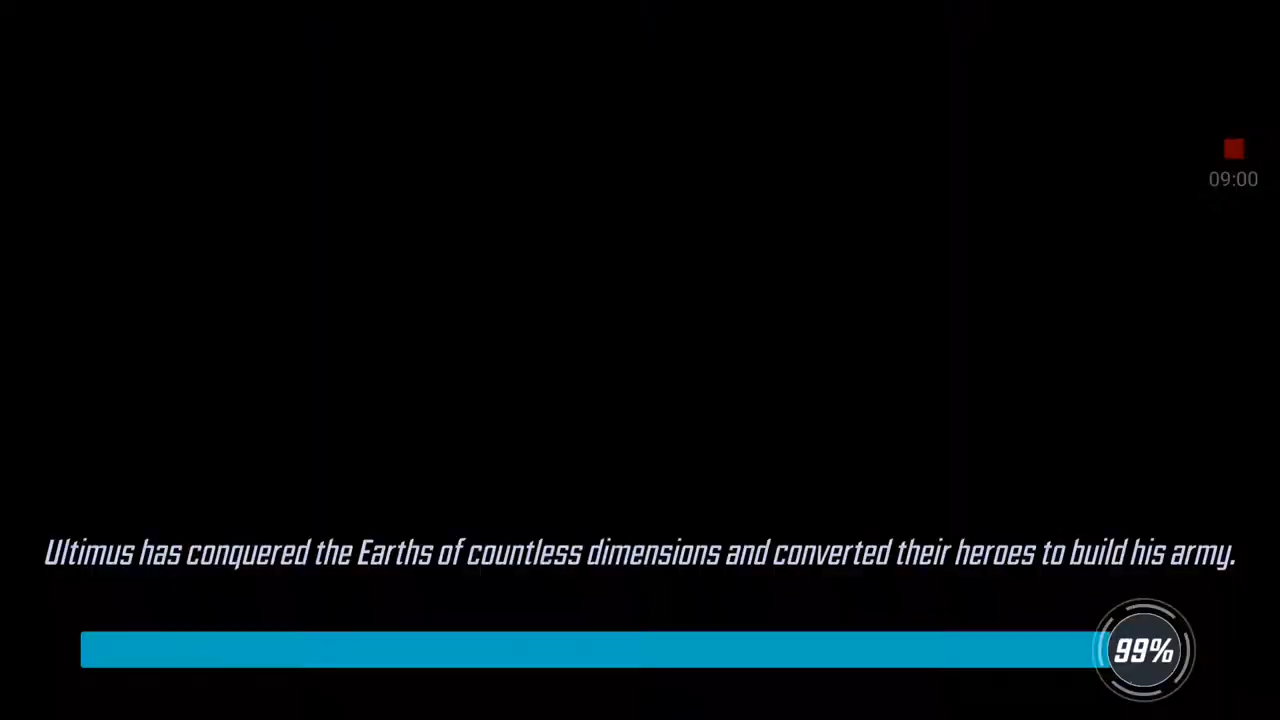 09:00
Ultimus has conquered the Earths of countless dimensions and converted their heroes to build his army.
99%